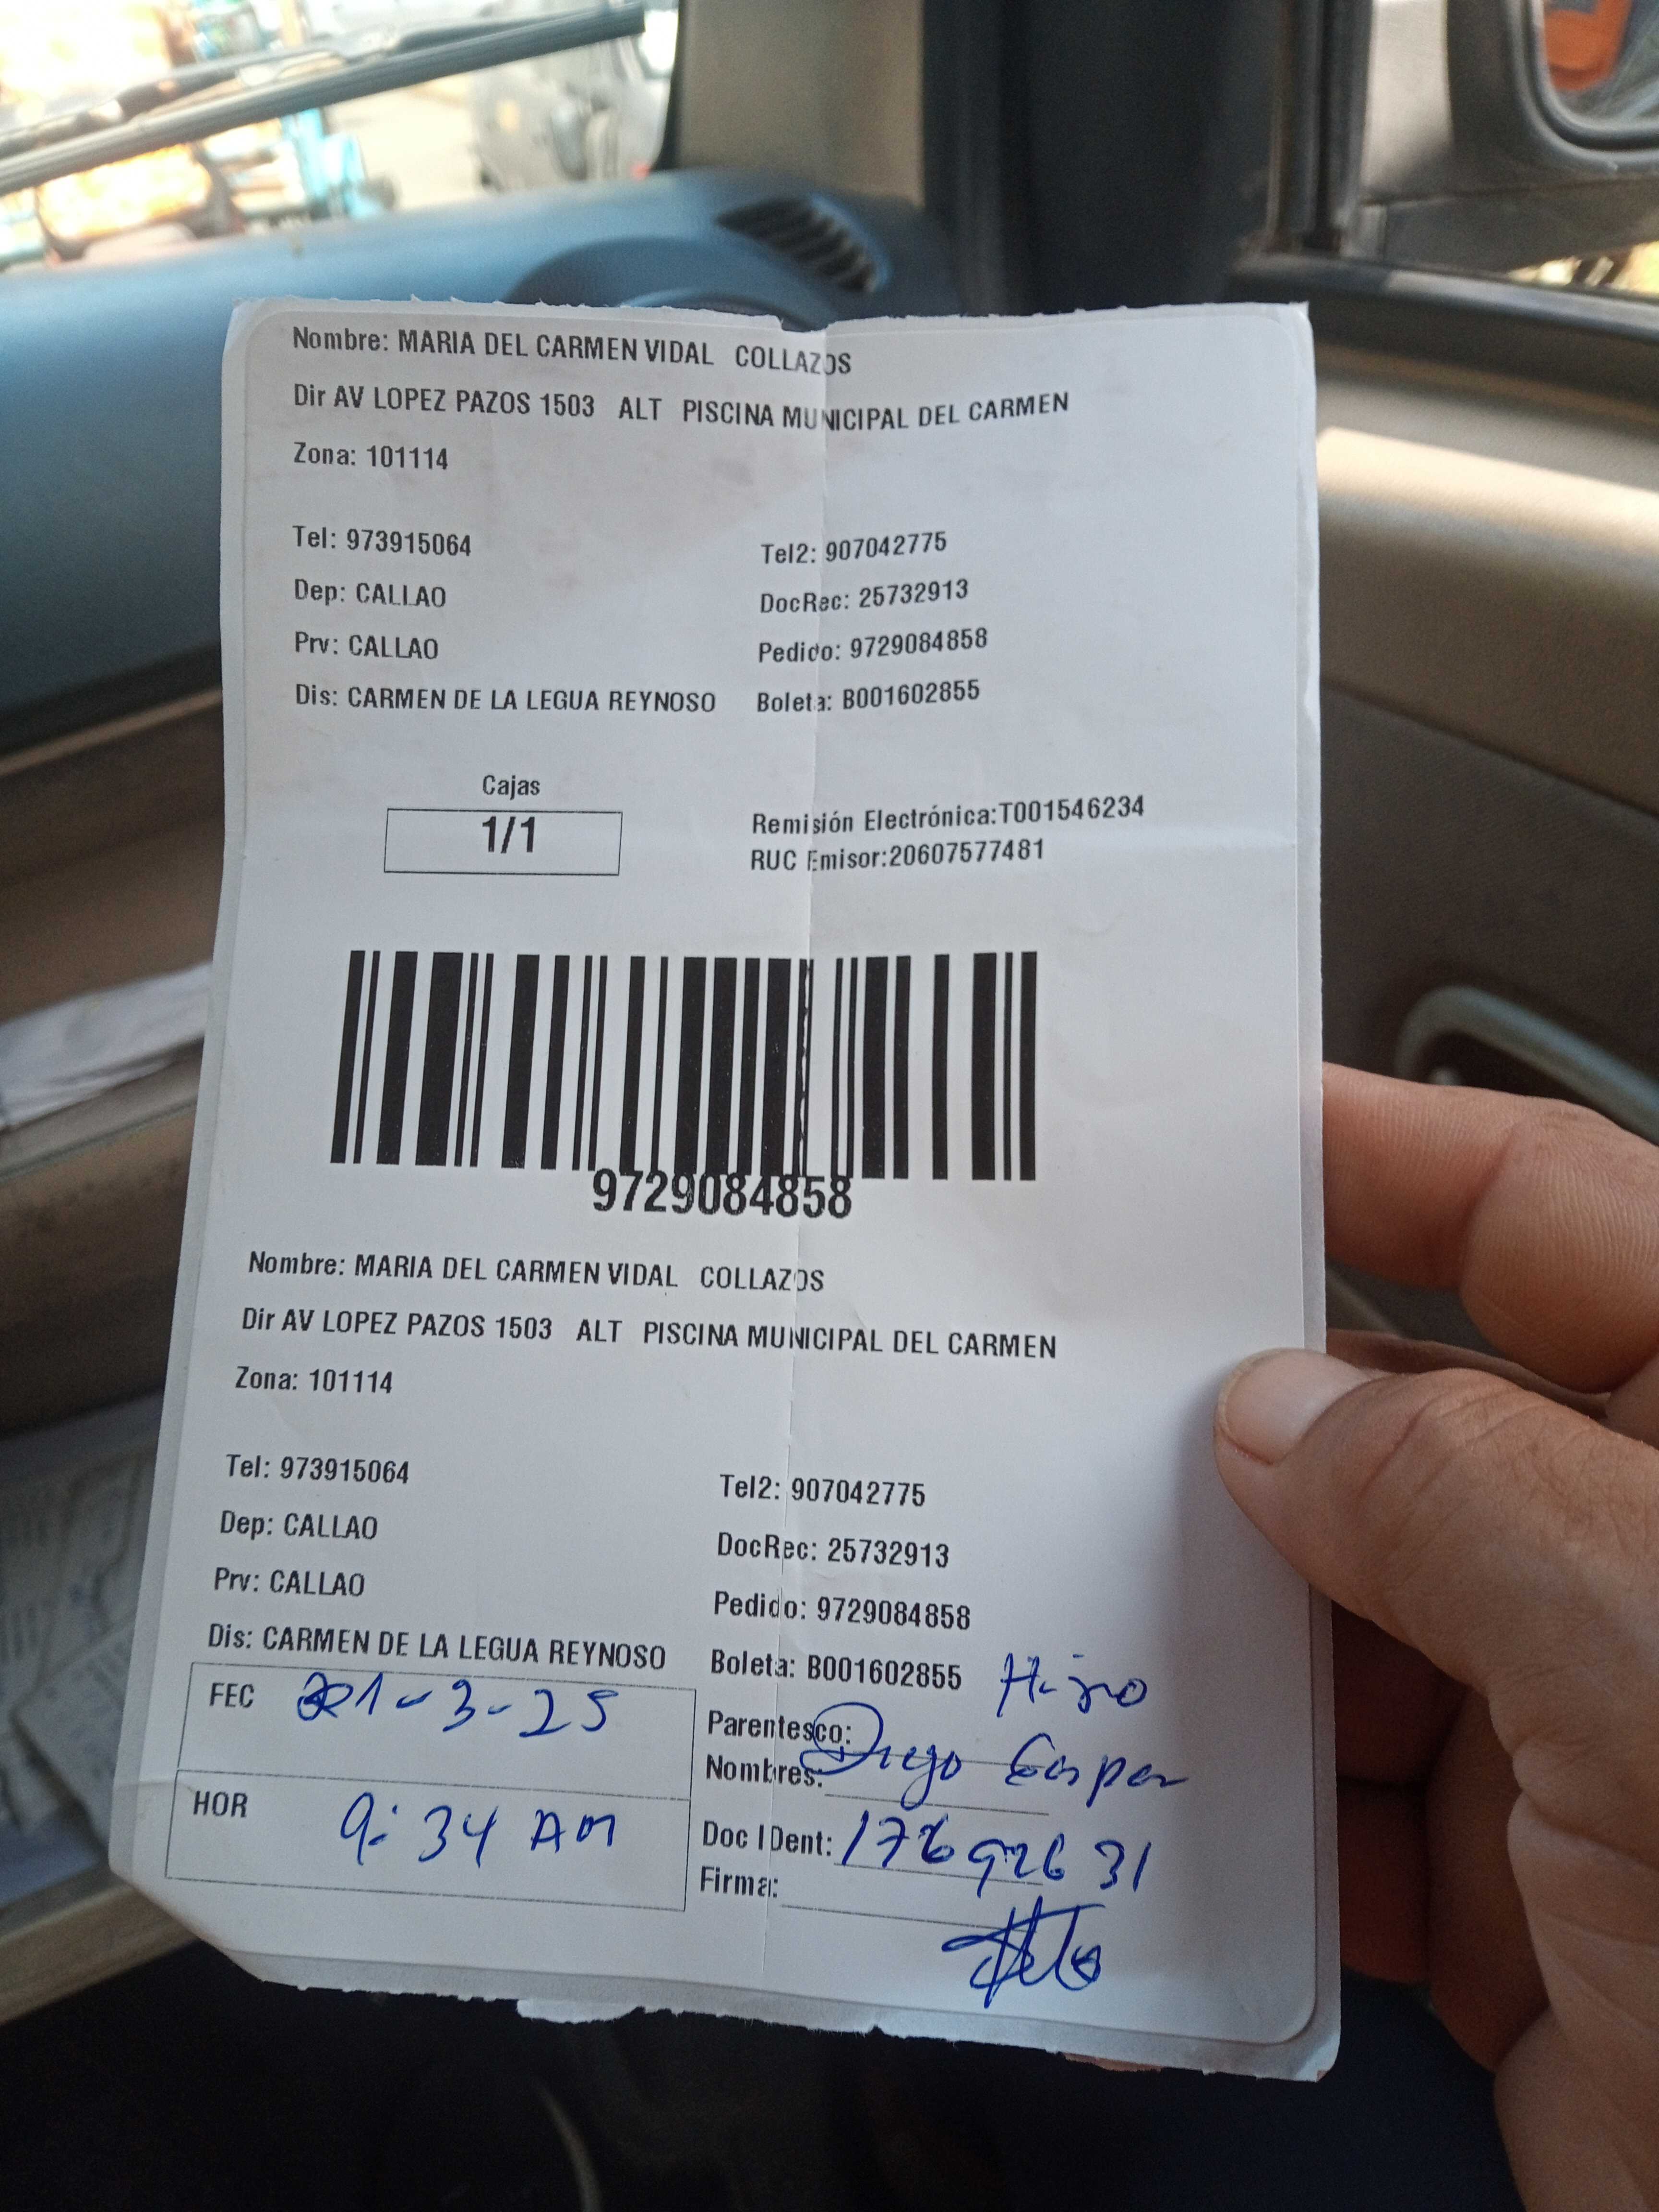 Nombre: MARIA DEL CARMEN VIDAL COLLAZOS
Dir AV LOPEZ PAZOS 1503 ALT PISCINA MUNICIPAL DEL CARMEN
Zona: 101114
Tel: 973915064 Tel2: 907042775
Dep: CALLAO DocRec: 25732913
Prv: CALLAO Pedido: 9729084858
Dis: CARMEN DE LA LEGUA REYNOSO Boleta: B001602855
Cajas
1/1
Remisión Electrónica:T001546234
RUC Emisor:20607577481
9729084858
Nombre: MARIA DEL CARMEN VIDAL COLLAZOS
Dir AV LOPEZ PAZOS 1503 ALT PISCINA MUNICIPAL DEL CARMEN
Zona: 101114
Tel: 973915064 Tel2: 907042775
Dep: CALLAO DocRec: 25732913
Prv: CALLAO Pedido: 9729084858
Dis: CARMEN DE LA LEGUA REYNOSO Boleta: B001602855
FEC 21-3-25
Parentesco: Hijo
Nombres: Diego
HOR 9:34 AM
Doc IDent:
Firma: